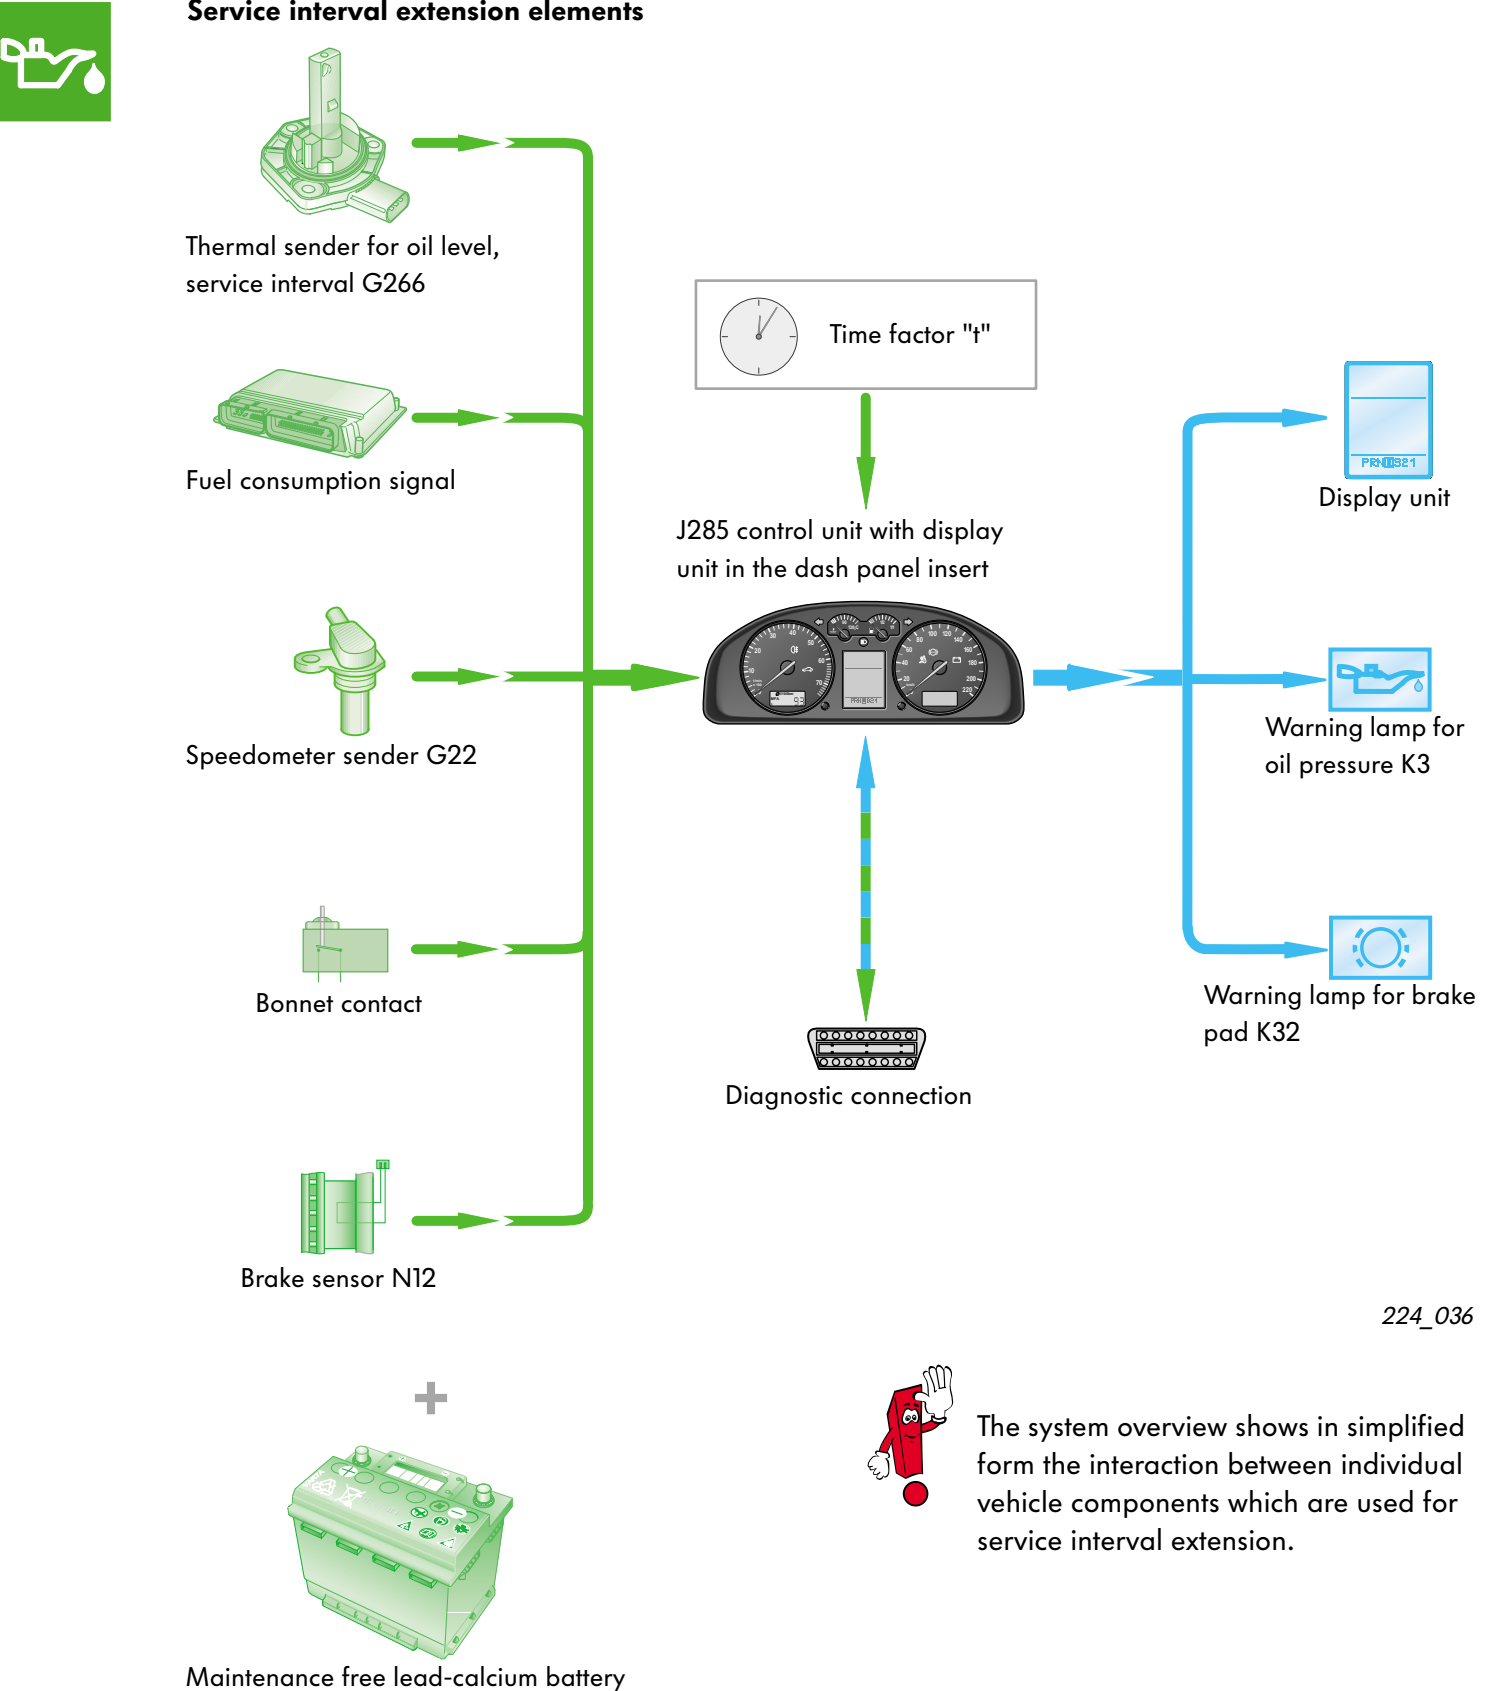 Service interval extension elements
Thermal sender for oil level,
service interval G266
Time factor "t"
Fuel consumption signal
PRND321
Display unit
J285 control unit with display
unit in the dash panel insert
Warning lamp for
oil pressure K3
Speedometer sender G22
Bonnet contact
Warning lamp for brake
pad K32
Diagnostic connection
Brake sensor N12
224_036
The system overview shows in simplified
form the interaction between individual
vehicle components which are used for
service interval extension.
Maintenance free lead-calcium battery